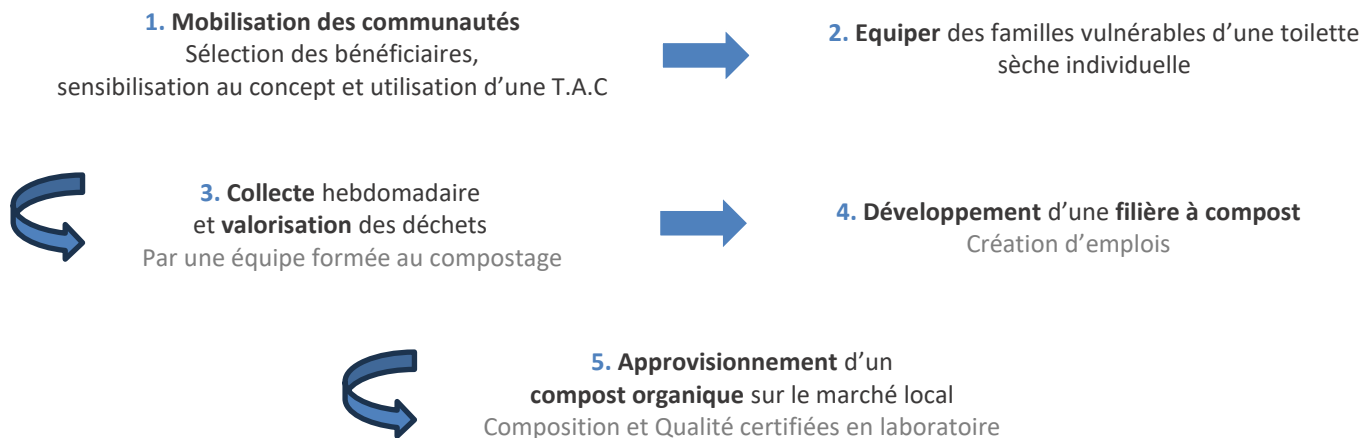 1. Mobilisation des communautés
Sélection des bénéficiaires,
sensibilisation au concept et utilisation d’une T.A.C
2. Equiper des familles vulnérables d’une toilette
sèche individuelle
3. Collecte hebdomadaire
et valorisation des déchets
Par une équipe formée au compostage
4. Développement d’une filière à compost
Création d’emplois
5. Approvisionnement d’un
compost organique sur le marché local
Composition et Qualité certifiées en laboratoire